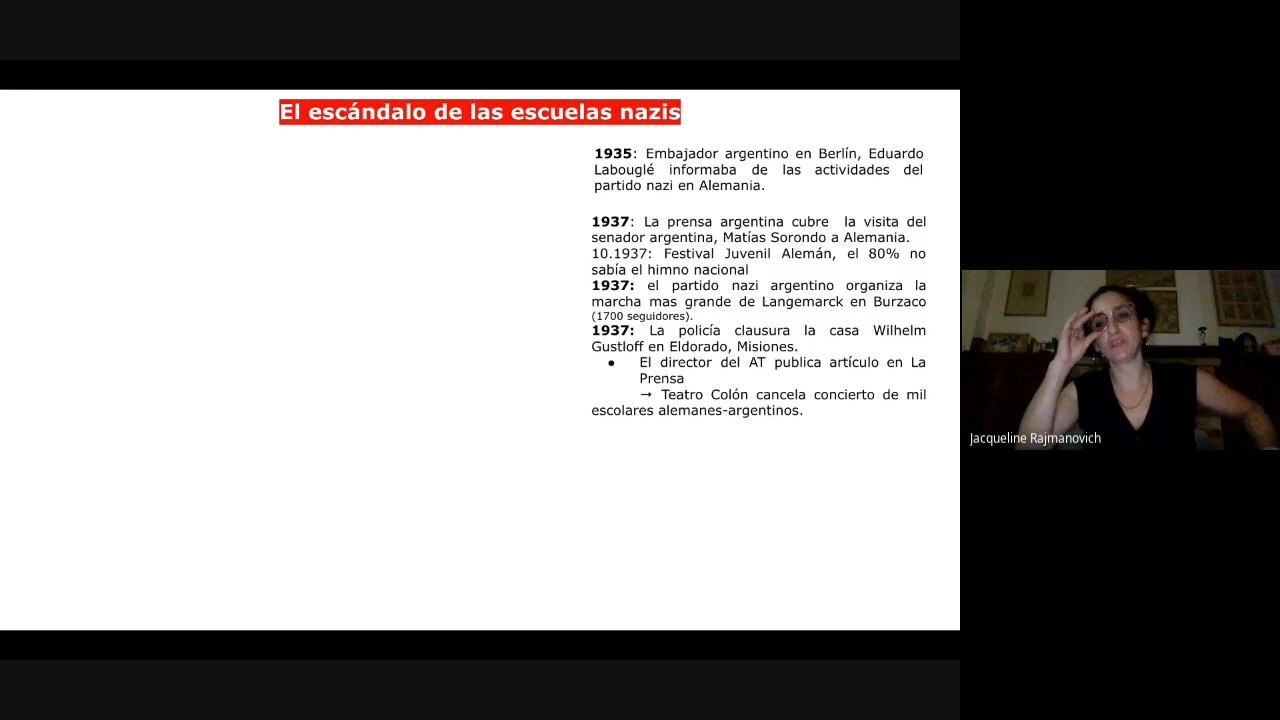 El escándalo de las escuelas nazis
1935: Embajador argentino en Berlín, Eduardo
Labouglé informaba de las actividades del
partido nazi en Alemania.
1937: La prensa argentina cubre la visita del
senador argentina, Matías Sorondo a Alemania.
10.1937: Festival Juvenil Alemán, el 80% no
sabía el himno nacional
1937: el partido nazi argentino organiza la
marcha mas grande de Langemarck en Burzaco
(1700 seguidores).
1937: La policía clausura la casa Wilhelm
Gustloff en Eldorado, Misiones.
● El director del AT publica artículo en La
Prensa
→ Teatro Colón cancela concierto de mil
escolares alemanes-argentinos.
Jacqueline Rajmanovich